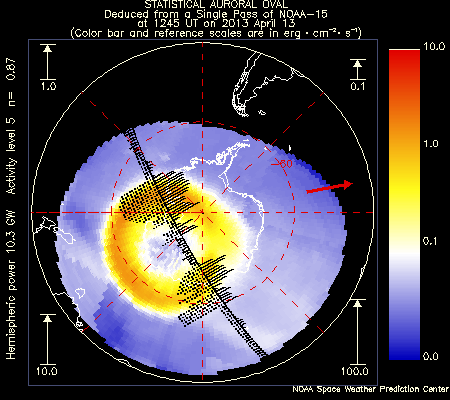 STATISTICAL AURORAL OVAL
Deduced from a Single Pass of NOAA-15
at 1245 UT on 2013 April 13
(Color bar and reference scales are in erg·cm⁻²·s⁻¹)
1.0
0.1
10.0
100.0
-60
10.0
1.0
0.1
0.0
Hemispheric power 10.3 GW Activity level 5 n= 0.87
NOAA Space Weather Prediction Center